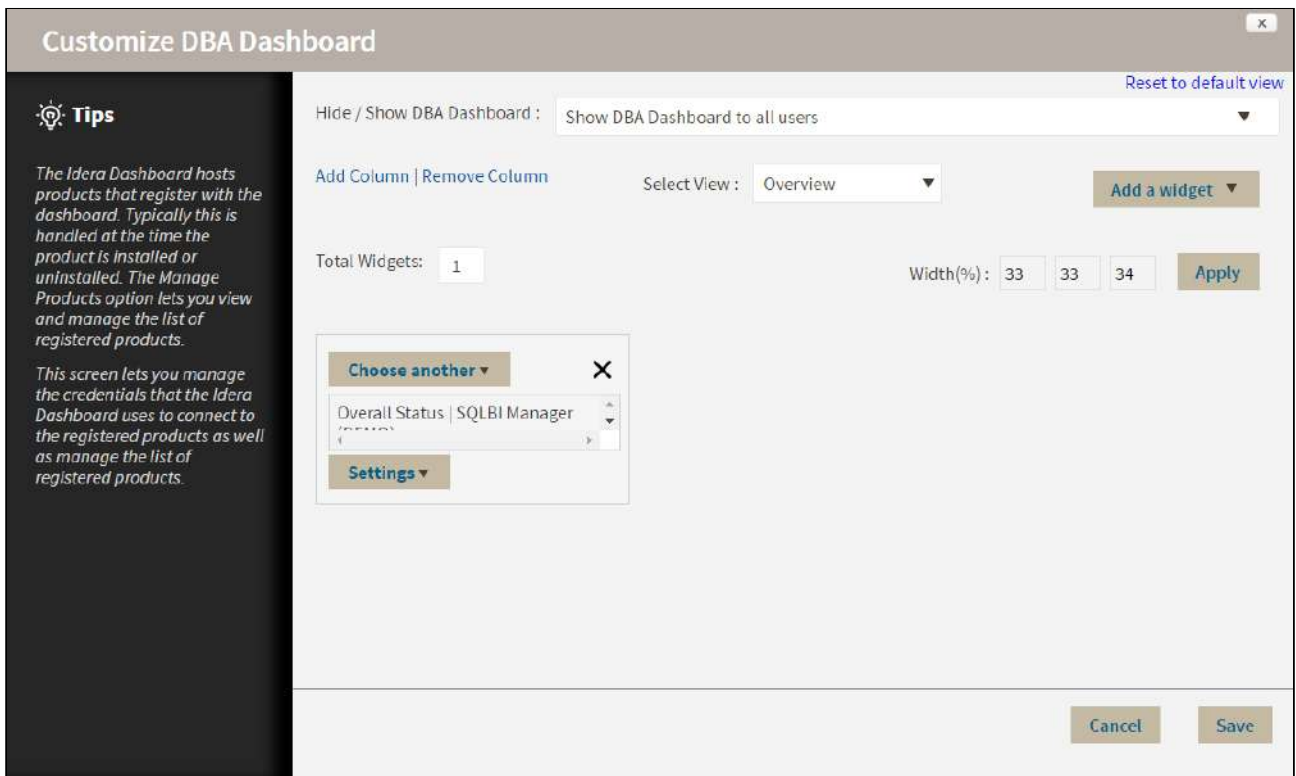 Customize DBA Dashboard
x
Reset to default view
Tips
The Idera Dashboard hosts
products that register with the
dashboard. Typically this is
handled at the time the
product is installed or
uninstalled. The Manage
Products option lets you view
and manage the list of
registered products.
This screen lets you manage
the credentials that the Idera
Dashboard uses to connect to
the registered products as well
as manage the list of
registered products.
Hide / Show DBA Dashboard : Show DBA Dashboard to all users
Add Column | Remove Column Select View : Overview Add a widget
Total Widgets: 1 Width(%) : 33 33 34 Apply
Choose another
Overall Status | SQLBI Manager
Settings
Cancel Save